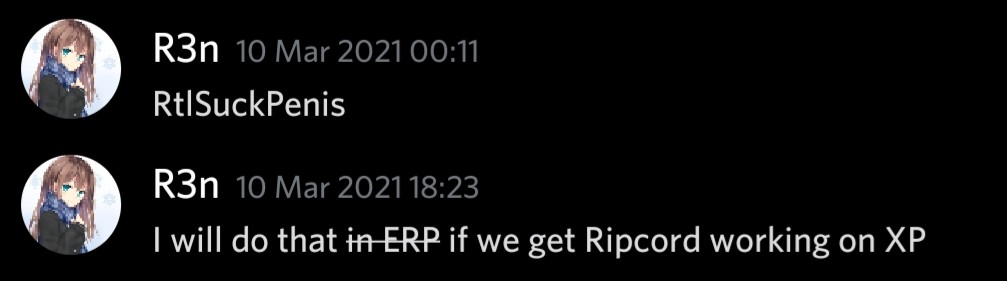 R3n 10 Mar 2021 00:11
RtlSuckPenis
R3n 10 Mar 2021 18:23
I will do that in ERP if we get Ripcord working on XP